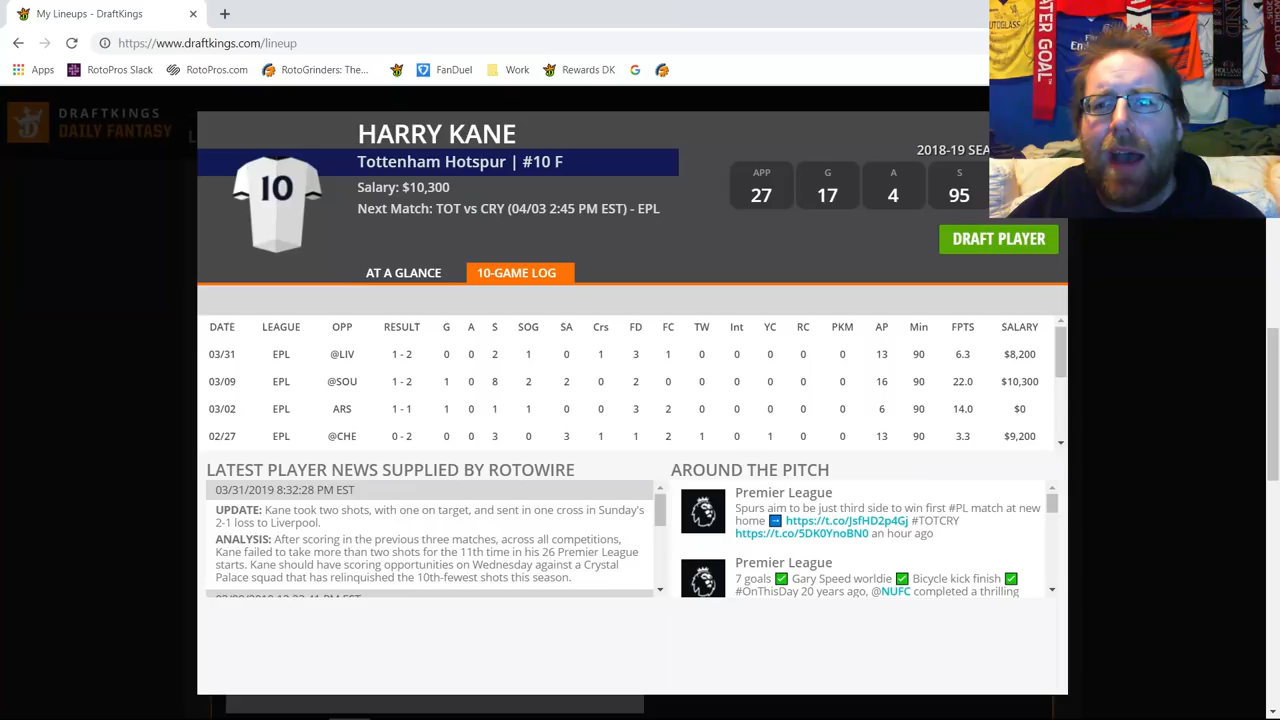 My Lineups - DraftKings
https://www.draftkings.com/lineup
Apps RotoPros Slack RotoPros.com RotoGrinders:The... FanDuel Work Rewards DK
DRAFTKINGS
DAILY FANTASY
HARRY KANE
Tottenham Hotspur | #10 F
Salary: $10,300
Next Match: TOT vs CRY (04/03 2:45 PM EST) - EPL
10
2018-19 SEA
APP G A S
27 17 4 95
DRAFT PLAYER
AT A GLANCE 10-GAME LOG
DATE LEAGUE OPP RESULT G A S SOG SA Crs FD FC TW Int YC RC PKM AP Min FPTS SALARY
03/31 EPL @LIV 1 - 2 0 0 2 1 0 1 3 1 0 0 0 0 0 13 90 6.3 $8,200
03/09 EPL @SOU 1 - 2 1 0 8 2 2 0 2 0 0 0 0 0 0 16 90 22.0 $10,300
03/02 EPL ARS 1 - 1 1 0 1 1 0 0 3 2 0 0 0 0 0 6 90 14.0 $0
02/27 EPL @CHE 0 - 2 0 0 3 0 3 1 1 2 1 0 1 0 0 13 90 3.3 $9,200
LATEST PLAYER NEWS SUPPLIED BY ROTOWIRE
03/31/2019 8:32:28 PM EST
UPDATE: Kane took two shots, with one on target, and sent in one cross in Sunday's
2-1 loss to Liverpool.
ANALYSIS: After scoring in the previous three matches, across all competitions,
Kane failed to take more than two shots for the 11th time in his 26 Premier League
starts. Kane should have scoring opportunities on Wednesday against a Crystal
Palace squad that has relinquished the 10th-fewest shots this season.
AROUND THE PITCH
Premier League
Spurs aim to be just third side to win first #PL match at new
home ➡ https://t.co/JsfHD2p4Gj #TOTCRY
https://t.co/5DK0YnoBN0 an hour ago
Premier League
7 goals ✅ Gary Speed worldie ✅ Bicycle kick finish ✅
#OnThisDay 20 years ago, @NUFC completed a thrilling